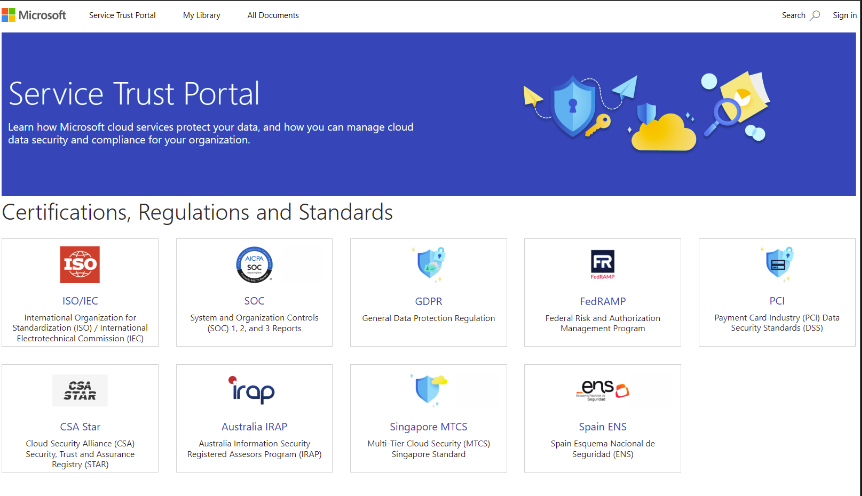 Microsoft
Service Trust Portal
My Library
All Documents
Search
Sign in
Service Trust Portal
Learn how Microsoft cloud services protect your data, and how you can manage cloud
data security and compliance for your organization.
Certifications, Regulations and Standards
ISO
ISO/IEC
International Organization for
Standardization (ISO) / International
Electrotechnical Commission (IEC)
AICPA
SOC
SOC
System and Organization Controls
(SOC) 1, 2, and 3 Reports
GDPR
General Data Protection Regulation
FR
FedRAMP
FedRAMP
Federal Risk and Authorization
Management Program
PCI
Payment Card Industry (PCI) Data
Security Standards (DSS)
CSA
STAR
CSA Star
Cloud Security Alliance (CSA)
Security, Trust and Assurance
Registry (STAR)
irap
Australia IRAP
Australia Information Security
Registered Assessors Program (IRAP)
Singapore MTCS
Multi-Tier Cloud Security (MTCS)
Singapore Standard
ens
Esquema Nacional de
Seguridad
Spain ENS
Spain Esquema Nacional de
Seguridad (ENS)